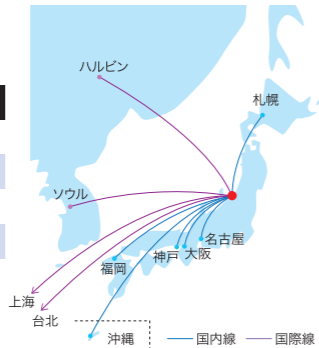 ハルビン
札幌
ソウル
名古屋
大阪
神戸
福岡
上海
台北
沖縄
国内線
国際線